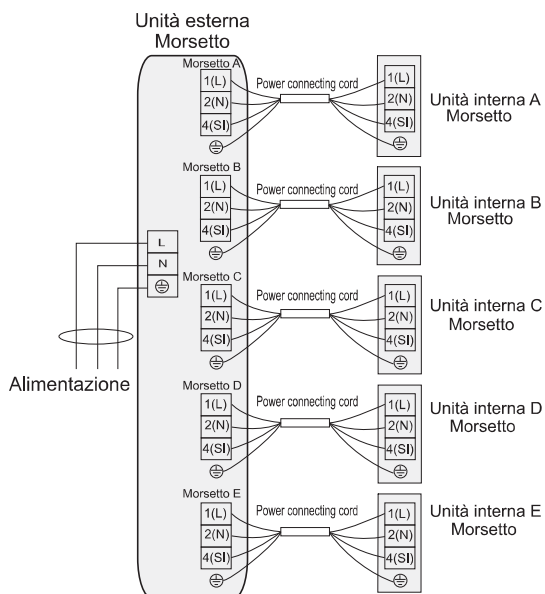 Unità esterna
Morsetto
Morsetto A
1(L)
2(N)
4(SI)
Power connecting cord
1(L)
2(N)
4(SI)
Unità interna A
Morsetto
Morsetto B
1(L)
2(N)
4(SI)
Power connecting cord
1(L)
2(N)
4(SI)
Unità interna B
Morsetto
L
N
Alimentazione
Morsetto C
1(L)
2(N)
4(SI)
Power connecting cord
1(L)
2(N)
4(SI)
Unità interna C
Morsetto
Morsetto D
1(L)
2(N)
4(SI)
Power connecting cord
1(L)
2(N)
4(SI)
Unità interna D
Morsetto
Morsetto E
1(L)
2(N)
4(SI)
Power connecting cord
1(L)
2(N)
4(SI)
Unità interna E
Morsetto